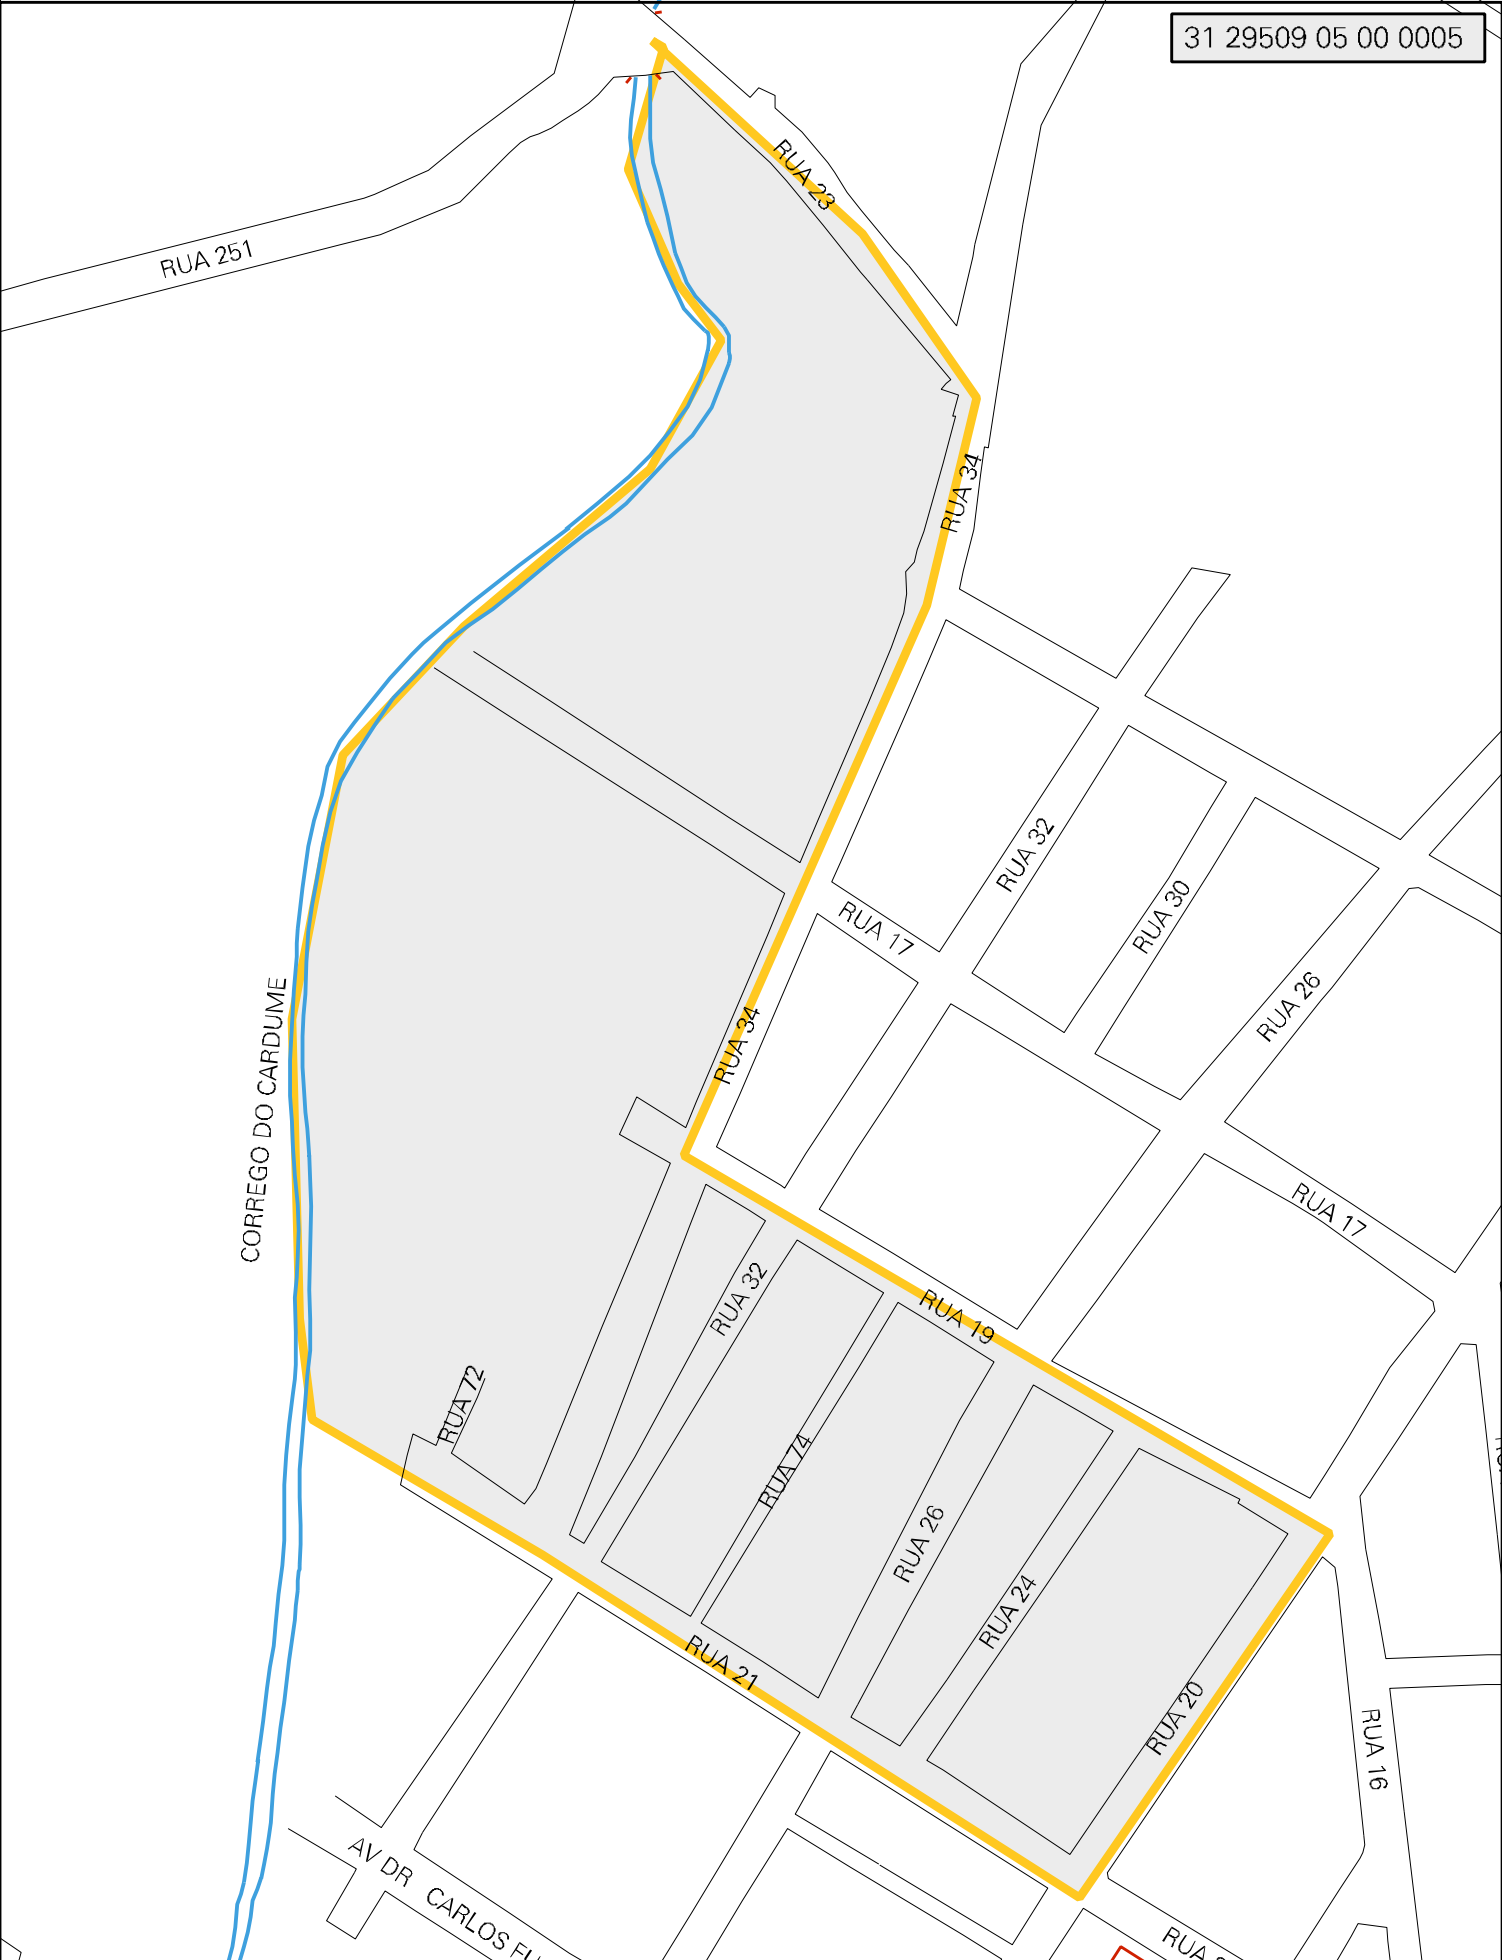 31 29509 05 00 0005
RUA 23
RUA 251
RUA 34
RUA 32
RUA 30
RUA 17
RUA 26
RUA 34
CORREGO DO CARDUME
RUA 17
RUA 32
RUA 19
RUA 72
RUA 74
RUA 26
RUA 24
RUA 21
RUA 20
RUA 16
AV DR CARLOS
RUA